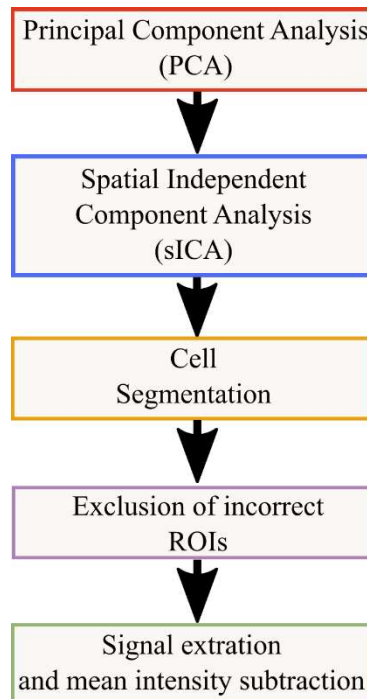 Principal Component Analysis
(PCA)
Spatial Independent
Component Analysis
(sICA)
Cell
Segmentation
Exclusion of incorrect
ROIs
Signal extration
and mean intensity subtraction